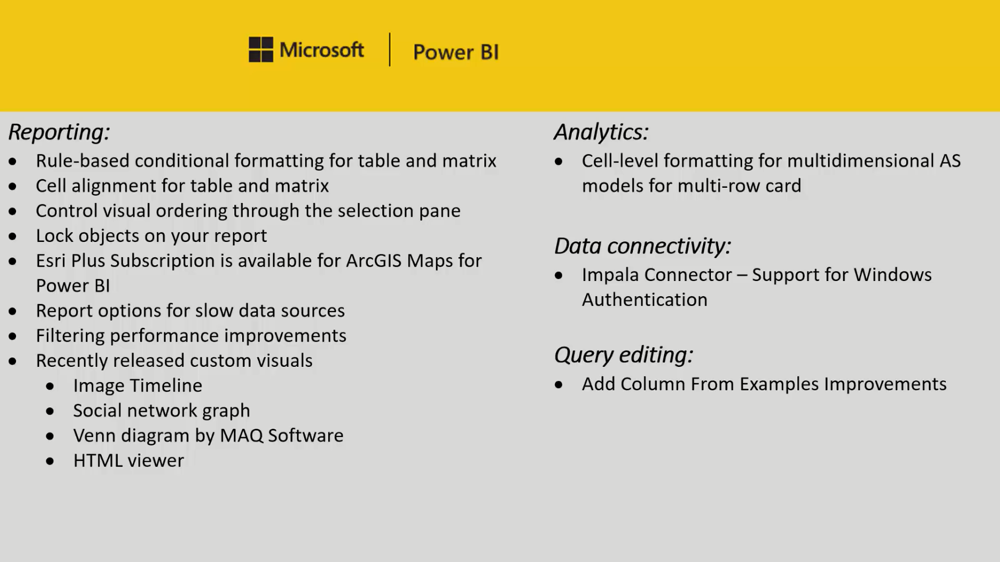 Microsoft | Power BI
Reporting:
• Rule-based conditional formatting for table and matrix
• Cell alignment for table and matrix
• Control visual ordering through the selection pane
• Lock objects on your report
• Esri Plus Subscription is available for ArcGIS Maps for
Power BI
• Report options for slow data sources
• Filtering performance improvements
• Recently released custom visuals
• Image Timeline
• Social network graph
• Venn diagram by MAQ Software
• HTML viewer
Analytics:
• Cell-level formatting for multidimensional AS
models for multi-row card
Data connectivity:
• Impala Connector – Support for Windows
Authentication
Query editing:
• Add Column From Examples Improvements